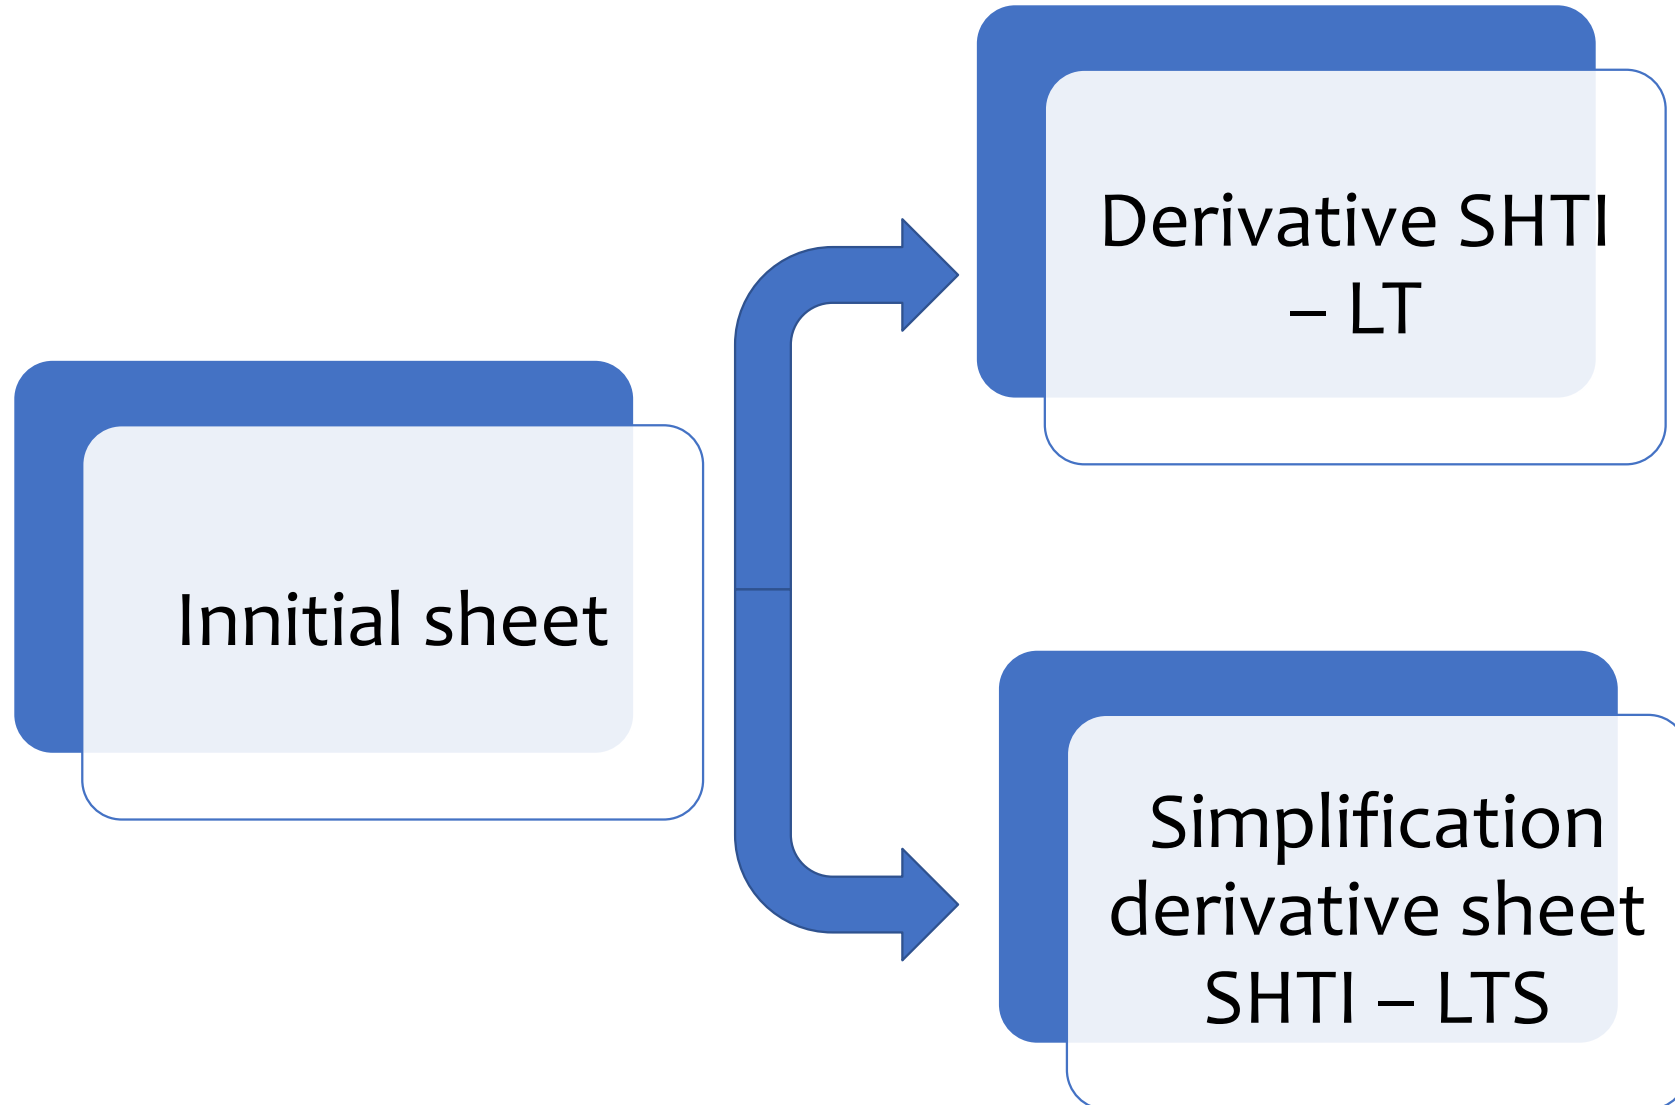 Derivative SHTI
– LT
Innitial sheet
Simplification
derivative sheet
SHTI – LTS